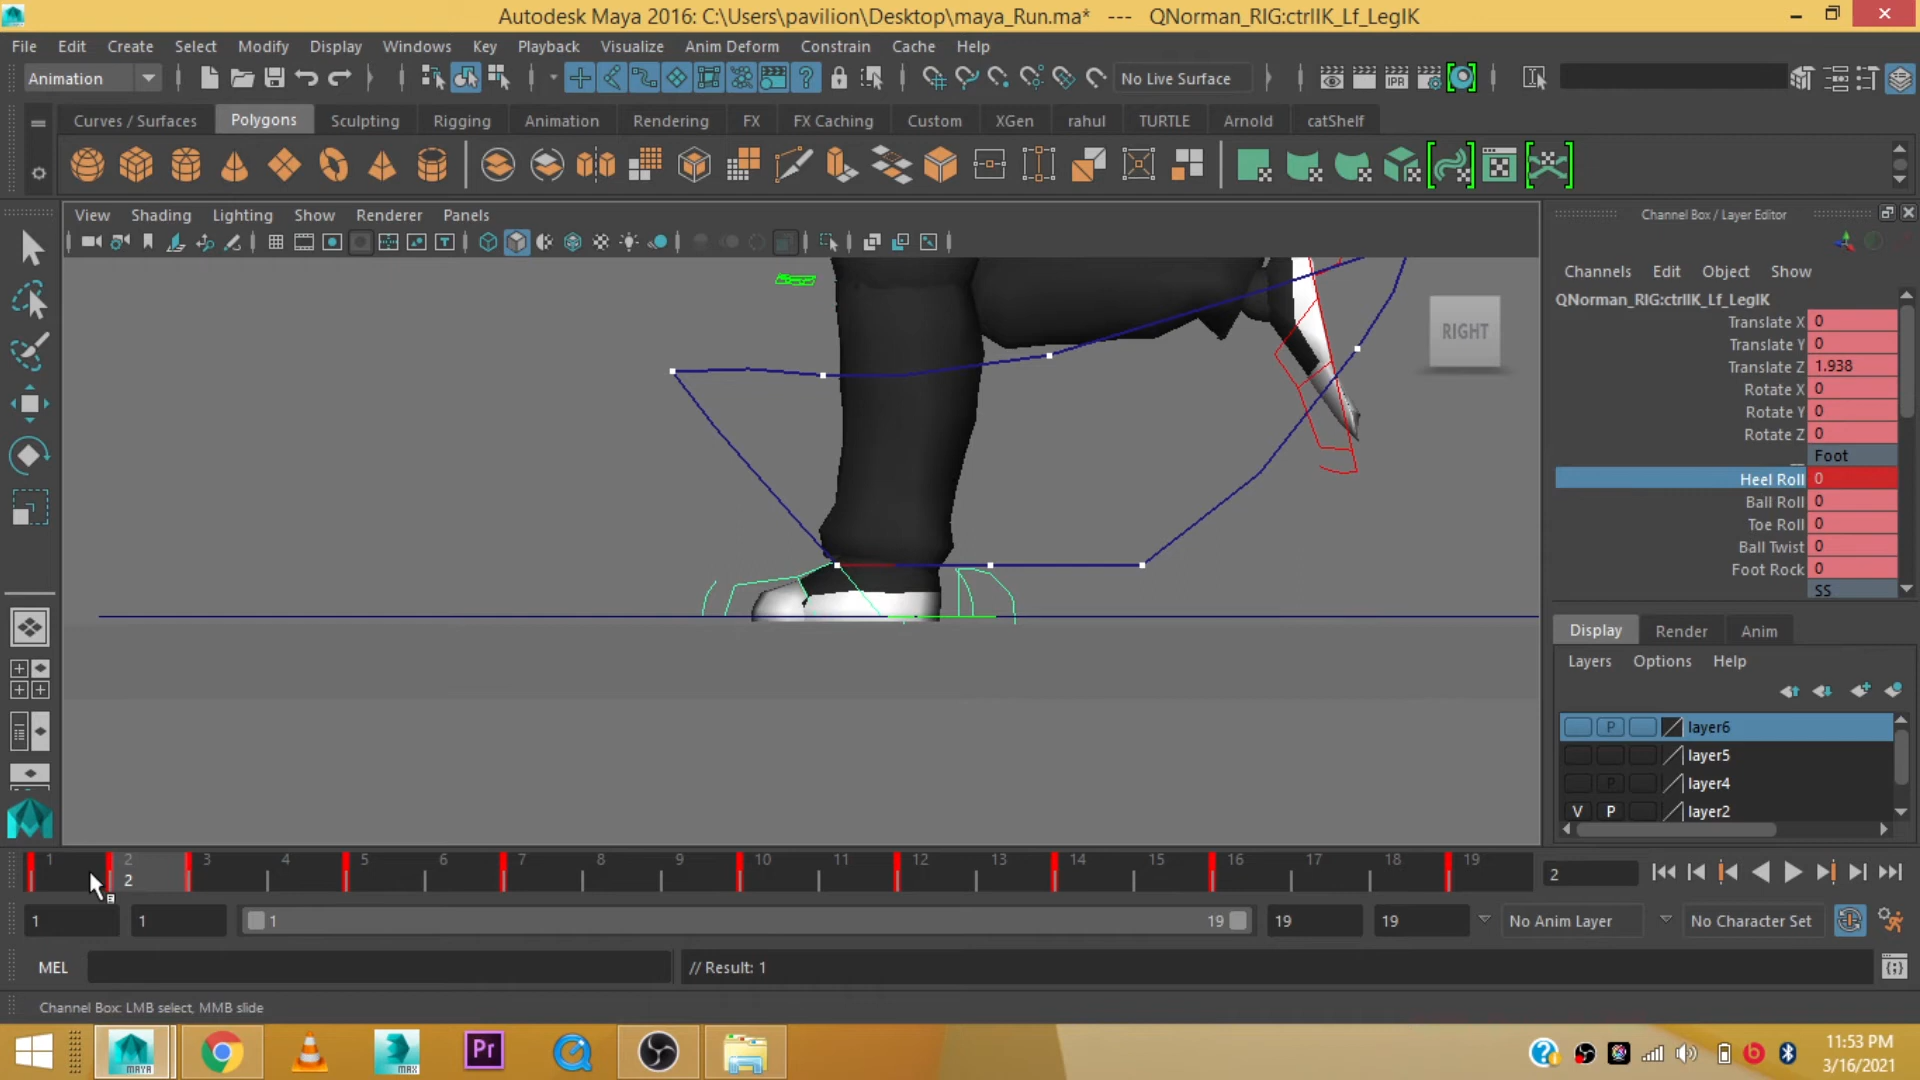 Autodesk Maya 2016: C:\Users\pavilion\Desktop\maya_Run.ma* --- QNorman_RIG:ctrlIK_Lf_LegIK
File Edit Create Select Modify Display Windows Key Playback Visualize Anim Deform Constrain Cache Help
Animation
No Live Surface
IPR
Curves / Surfaces Polygons Sculpting Rigging Animation Rendering FX FX Caching Custom XGen rahul TURTLE Arnold catShelf
View Shading Lighting Show Renderer Panels
Channel Box / Layer Editor
Channels Edit Object Show
QNorman_RIG:ctrlIK_Lf_LegIK
Translate X 0
Translate Y 0
Translate Z 1.938
Rotate X 0
Rotate Y 0
Rotate Z 0
__ Foot
Heel Roll 0
Ball Roll 0
Toe Roll 0
Ball Twist 0
Foot Rock 0
SS
RIGHT
Display Render Anim
Layers Options Help
P layer6
layer5
P layer4
V P layer2
1 2 3 4 5 6 7 8 9 10 11 12 13 14 15 16 17 18 19
2
2
1 1 1 19 19 19 No Anim Layer No Character Set
MEL // Result: 1
Channel Box: LMB select, MMB slide
MAYA
MAX
Pr
11:53 PM
3/16/2021